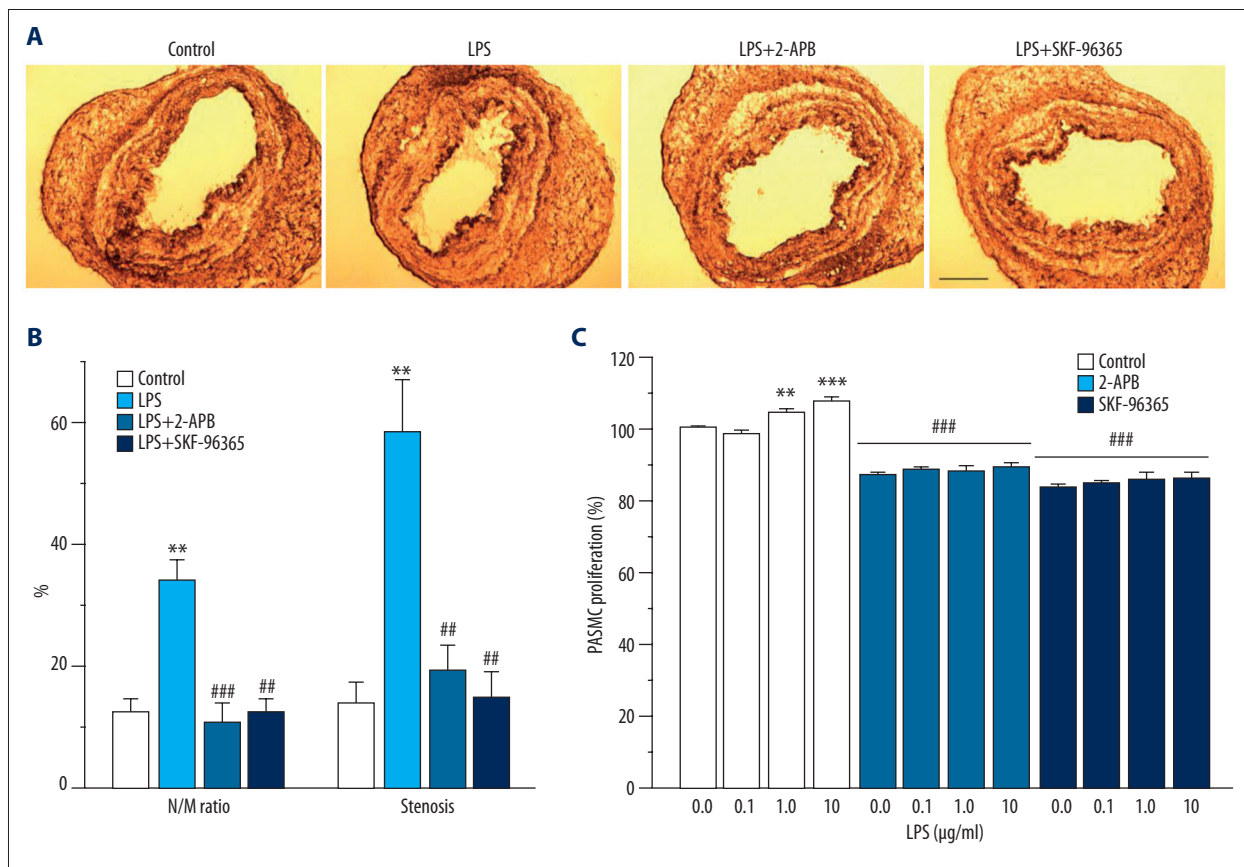 A
Control LPS LPS+2-APB LPS+SKF-96365
B
Control
LPS
LPS+2-APB
LPS+SKF-96365
60
40
20
0
%
**
###
##
**
##
##
N/M ratio Stenosis
C
Control
2-APB
SKF-96365
120
100
80
60
40
20
0
PASMC proliferation (%)
** ***
###
###
0.0 0.1 1.0 10 0.0 0.1 1.0 10 0.0 0.1 1.0 10
LPS (µg/ml)